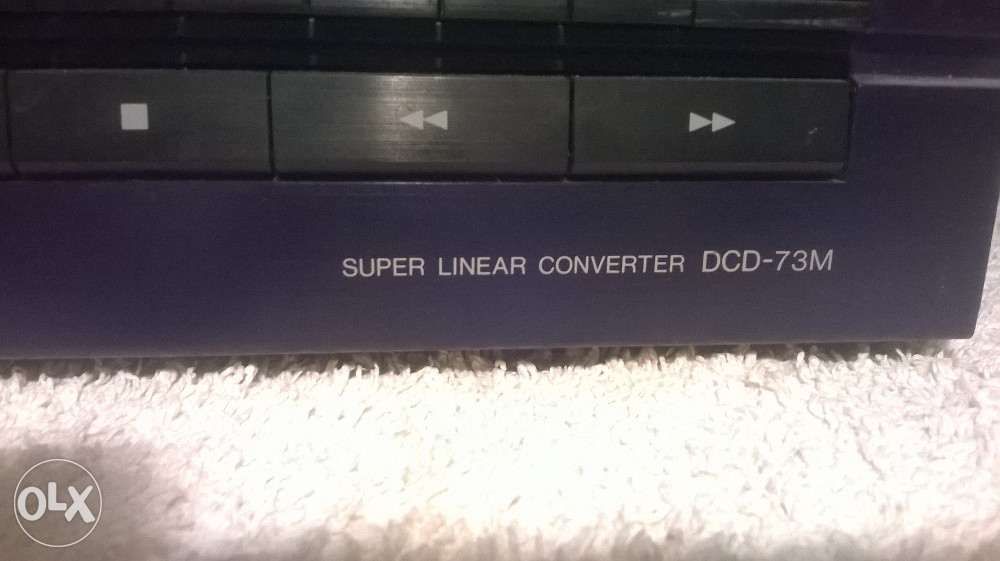 SUPER LINEAR CONVERTER DCD-73M
OLX